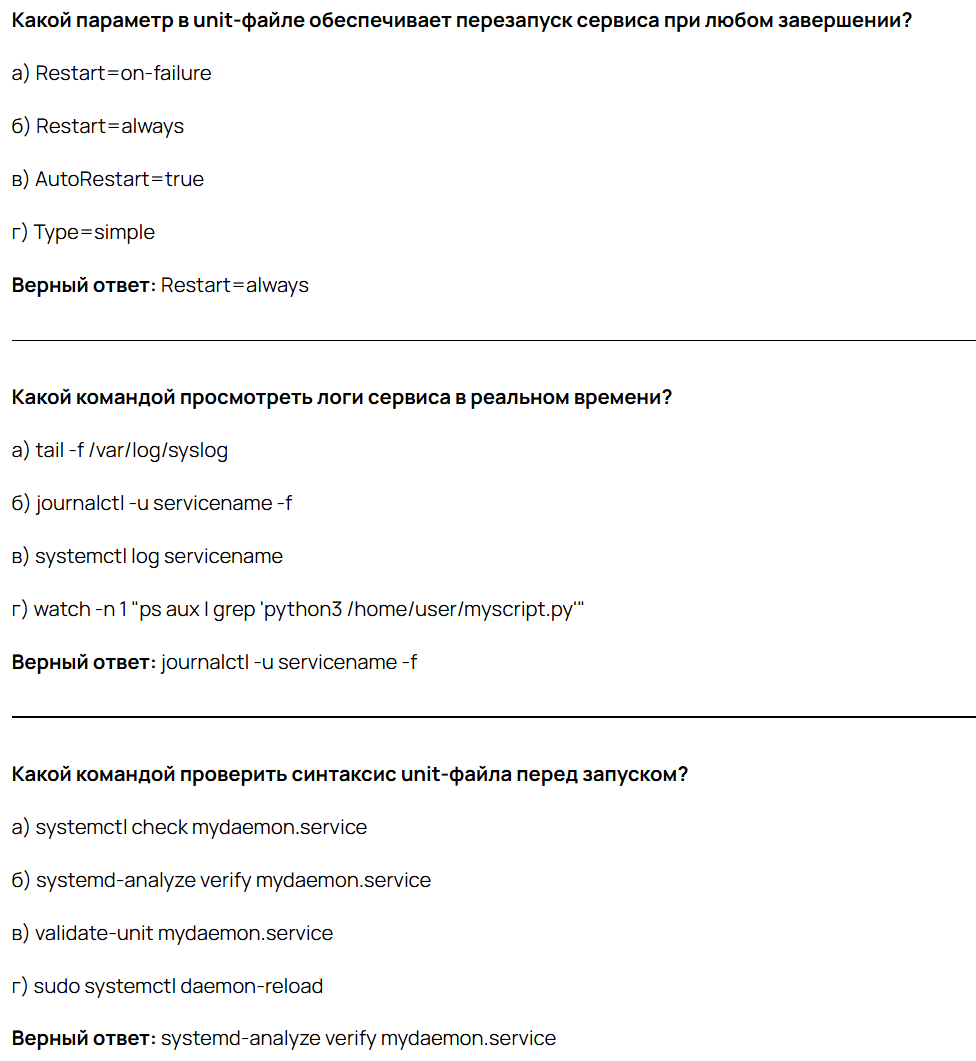 Какой параметр в unit-файле обеспечивает перезапуск сервиса при любом завершении?
а) Restart=on-failure
б) Restart=always
в) AutoRestart=true
г) Type=simple
Верный ответ: Restart=always
Какой командой просмотреть логи сервиса в реальном времени?
а) tail -f /var/log/syslog
б) journalctl -u servicename -f
в) systemctl log servicename
г) watch -n 1 "ps aux | grep 'python3 /home/user/myscript.py'"
Верный ответ: journalctl -u servicename -f
Какой командой проверить синтаксис unit-файла перед запуском?
а) systemctl check mydaemon.service
б) systemd-analyze verify mydaemon.service
в) validate-unit mydaemon.service
г) sudo systemctl daemon-reload
Верный ответ: systemd-analyze verify mydaemon.service